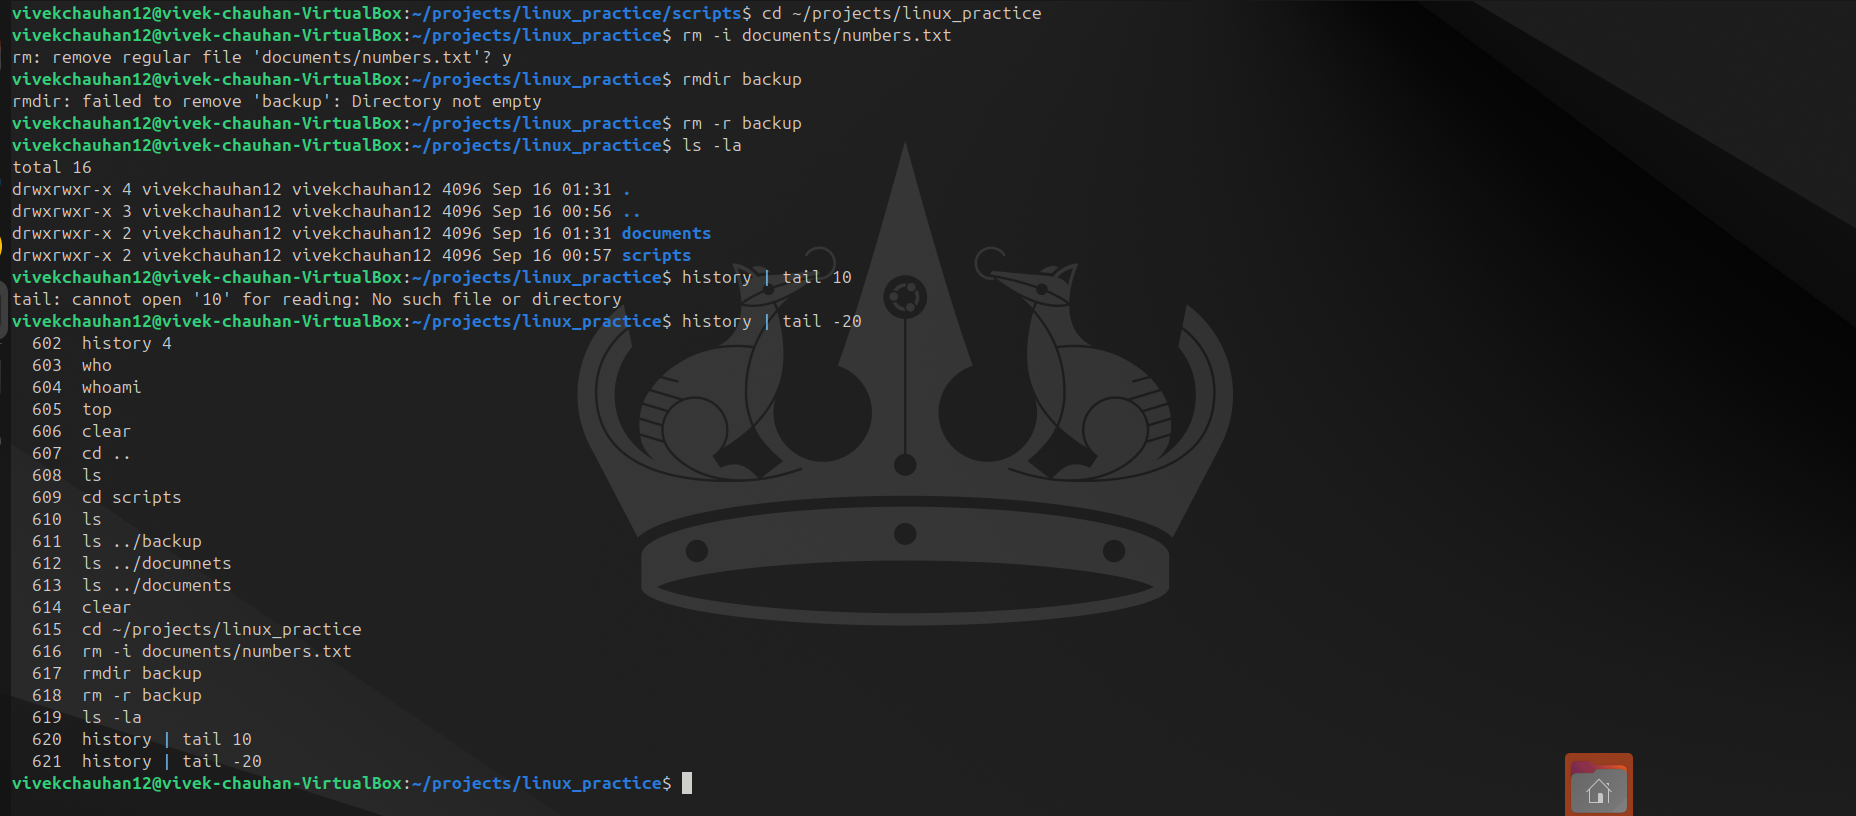 vivekchauhan12@vivek-chauhan-VirtualBox:~/projects/linux_practice/scripts$ cd ~/projects/linux_practice
vivekchauhan12@vivek-chauhan-VirtualBox:~/projects/linux_practice$ rm -i documents/numbers.txt
rm: remove regular file 'documents/numbers.txt'? y
vivekchauhan12@vivek-chauhan-VirtualBox:~/projects/linux_practice$ rmdir backup
rmdir: failed to remove 'backup': Directory not empty
vivekchauhan12@vivek-chauhan-VirtualBox:~/projects/linux_practice$ rm -r backup
vivekchauhan12@vivek-chauhan-VirtualBox:~/projects/linux_practice$ ls -la
total 16
drwxrwxr-x 4 vivekchauhan12 vivekchauhan12 4096 Sep 16 01:31 .
drwxrwxr-x 3 vivekchauhan12 vivekchauhan12 4096 Sep 16 00:56 ..
drwxrwxr-x 2 vivekchauhan12 vivekchauhan12 4096 Sep 16 01:31 documents
drwxrwxr-x 2 vivekchauhan12 vivekchauhan12 4096 Sep 16 00:57 scripts
vivekchauhan12@vivek-chauhan-VirtualBox:~/projects/linux_practice$ history | tail 10
tail: cannot open '10' for reading: No such file or directory
vivekchauhan12@vivek-chauhan-VirtualBox:~/projects/linux_practice$ history | tail -20
602 history 4
603 who
604 whoami
605 top
606 clear
607 cd ..
608 ls
609 cd scripts
610 ls
611 ls ../backup
612 ls ../documnets
613 ls ../documents
614 clear
615 cd ~/projects/linux_practice
616 rm -i documents/numbers.txt
617 rmdir backup
618 rm -r backup
619 ls -la
620 history | tail 10
621 history | tail -20
vivekchauhan12@vivek-chauhan-VirtualBox:~/projects/linux_practice$